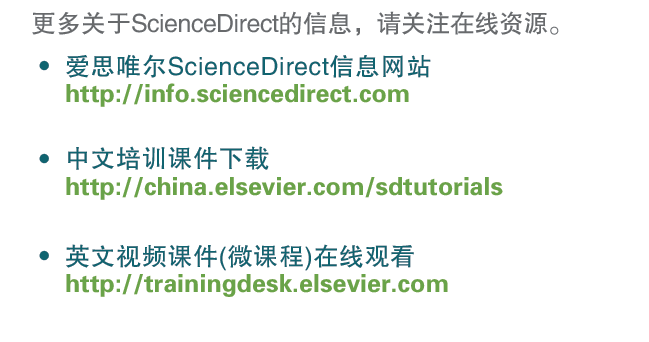 更多关于ScienceDirect的信息，请关注在线资源。
• 爱思唯尔ScienceDirect信息网站
http://info.sciencedirect.com
• 中文培训课件下载
http://china.elsevier.com/sdtutorials
• 英文视频课件(微课程)在线观看
http://trainingdesk.elsevier.com